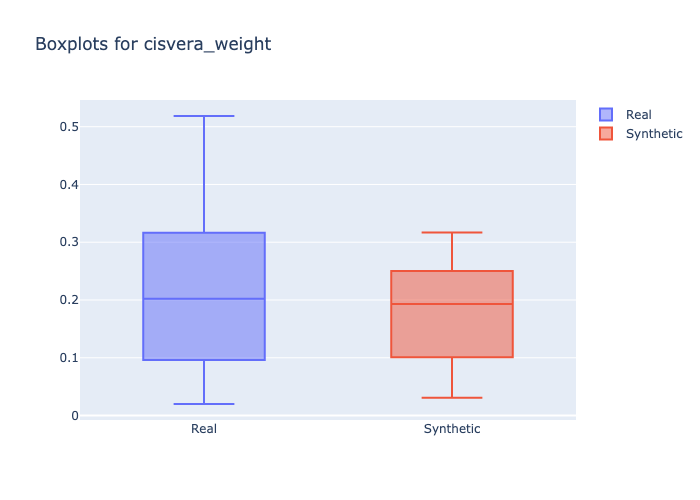 Boxplots for cisvera_weight
Real
Synthetic
0.5
0.4
0.3
0.2
0.1
0
Real
Synthetic